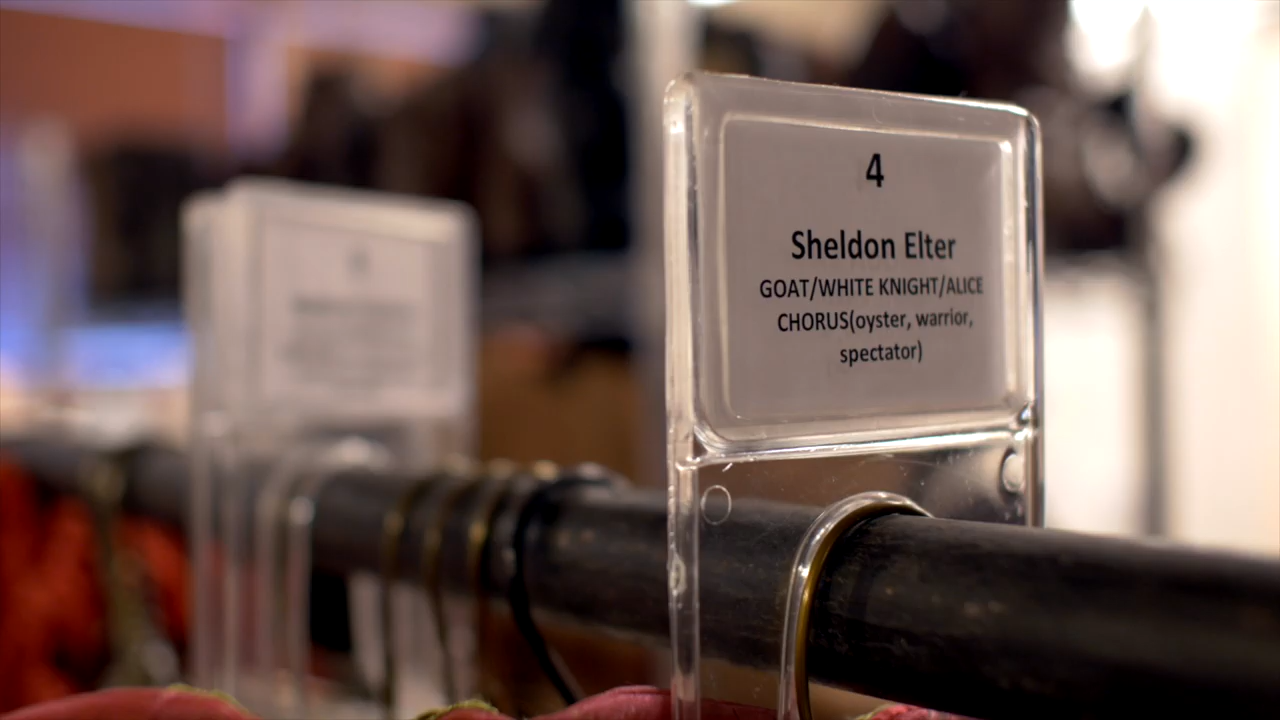 4
Sheldon Elter
GOAT/WHITE KNIGHT/ALICE
CHORUS(oyster, warrior,
spectator)